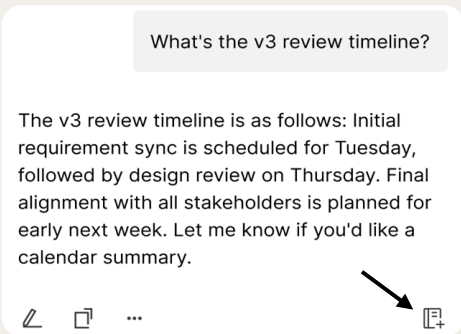 What's the v3 review timeline?
The v3 review timeline is as follows: Initial
requirement sync is scheduled for Tuesday,
followed by design review on Thursday. Final
alignment with all stakeholders is planned for
early next week. Let me know if you'd like a
calendar summary.